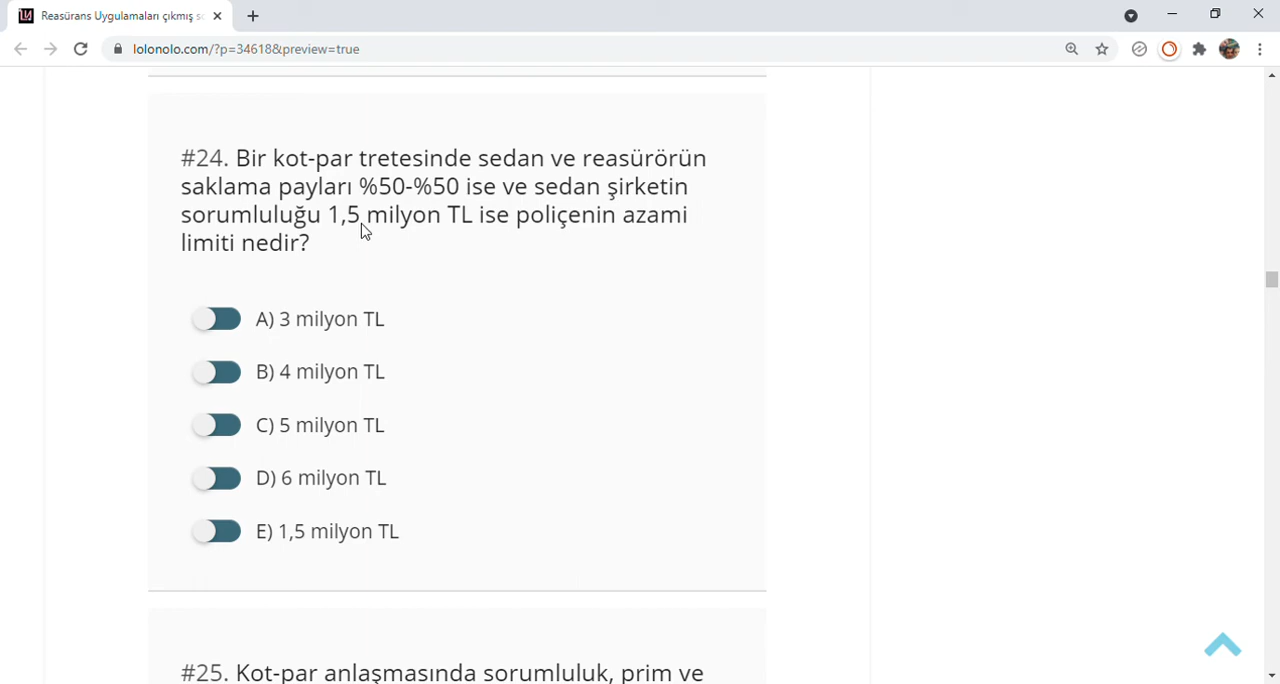 Reasürans Uygulamaları çıkmış so
lolonolo.com/?p=34618&preview=true
#24. Bir kot-par tretesinde sedan ve reasürörün
saklama payları %50-%50 ise ve sedan şirketin
sorumluluğu 1,5 milyon TL ise poliçenin azami
limiti nedir?
A) 3 milyon TL
B) 4 milyon TL
C) 5 milyon TL
D) 6 milyon TL
E) 1,5 milyon TL
#25. Kot-par anlaşmasında sorumluluk, prim ve